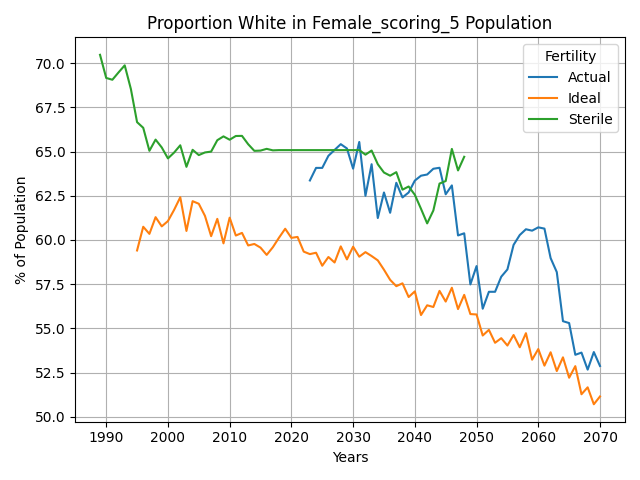 Proportion White in Female_scoring_5 Population
Fertility
Actual
Ideal
Sterile
% of Population
70.0
67.5
65.0
62.5
60.0
57.5
55.0
52.5
50.0
1990 2000 2010 2020 2030 2040 2050 2060 2070
Years